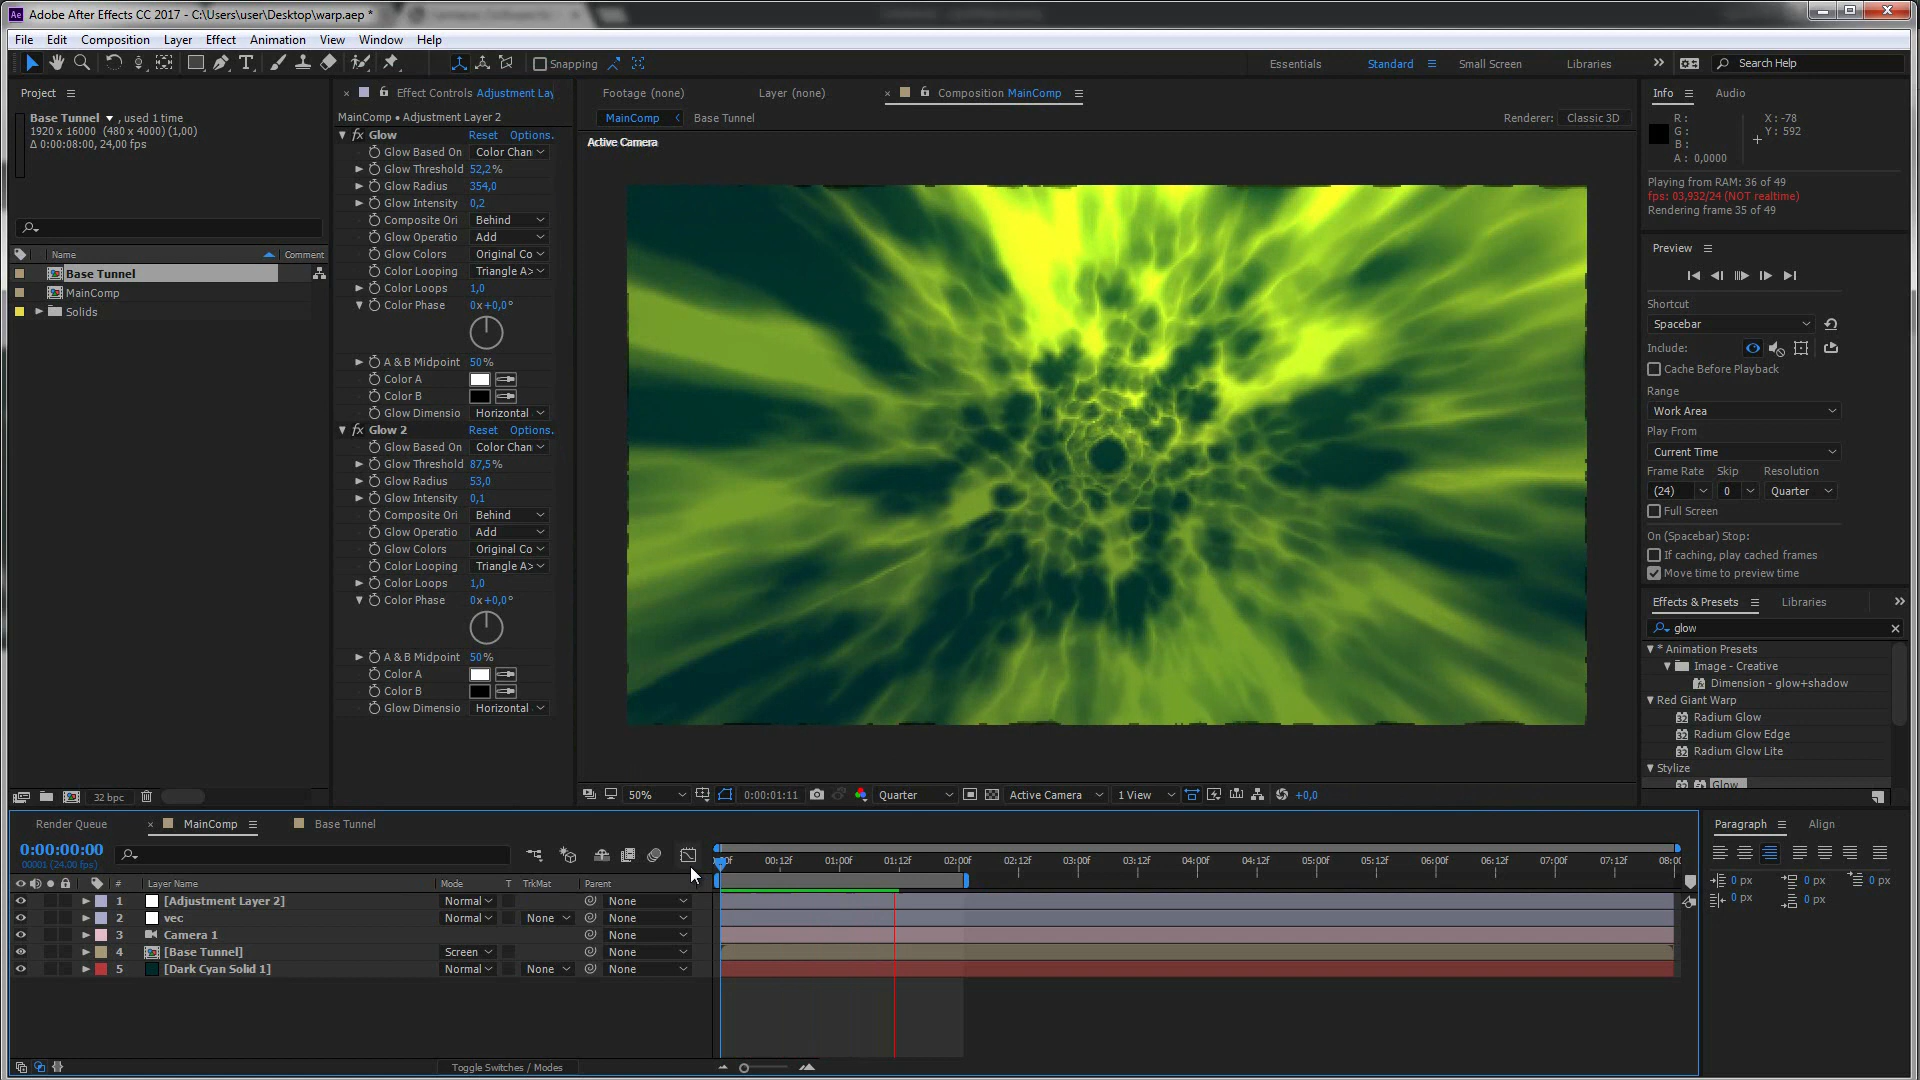 Adobe After Effects CC 2017 - C:\Users\user\Desktop\warp.aep *
File Edit Composition Layer Effect Animation View Window Help
Snapping
Essentials Standard Small Screen Libraries
Search Help
Project
Base Tunnel , used 1 time
1920 x 16000 (480 x 4000) (1,00)
Δ 0:00:08:00, 24,00 fps
Name Comment
Base Tunnel
MainComp
Solids
32 bpc
Effect Controls Adjustment Lay
MainComp • Adjustment Layer 2
fx Glow Reset Options.
Glow Based On Color Chan
Glow Threshold 52,2%
Glow Radius 354,0
Glow Intensity 0,2
Composite Ori Behind
Glow Operatio Add
Glow Colors Original Co
Color Looping Triangle A>
Color Loops 1,0
Color Phase 0x+0,0°
A & B Midpoint 50%
Color A
Color B
Glow Dimensio Horizontal
fx Glow 2 Reset Options.
Glow Based On Color Chan
Glow Threshold 87,5%
Glow Radius 53,0
Glow Intensity 0,1
Composite Ori Behind
Glow Operatio Add
Glow Colors Original Co
Color Looping Triangle A>
Color Loops 1,0
Color Phase 0x+0,0°
A & B Midpoint 50%
Color A
Color B
Glow Dimensio Horizontal
Footage (none) Layer (none) Composition MainComp
MainComp Base Tunnel Renderer: Classic 3D
Active Camera
50% 0:00:01:11 Quarter Active Camera 1 View +0,0
Info Audio
R : X : -78
G : Y : 592
B :
A : 0,0000
Playing from RAM: 36 of 49
fps: 03,932/24 (NOT realtime)
Rendering frame 35 of 49
Preview
Shortcut
Spacebar
Include:
Cache Before Playback
Range
Work Area
Play From
Current Time
Frame Rate Skip Resolution
(24) 0 Quarter
Full Screen
On (Spacebar) Stop:
If caching, play cached frames
Move time to preview time
Effects & Presets Libraries
glow
* Animation Presets
Image - Creative
Dimension - glow+shadow
Red Giant Warp
Radium Glow
Radium Glow Edge
Radium Glow Lite
Stylize
Glow
Render Queue MainComp Base Tunnel
0:00:00:00
00001 (24.00 fps)
00:12f 01:00f 01:12f 02:00f 02:12f 03:00f 03:12f 04:00f 04:12f 05:00f 05:12f 06:00f 06:12f 07:00f 07:12f
# Layer Name Mode T TrkMat Parent
1 [Adjustment Layer 2] Normal None
2 vec Normal None None
3 Camera 1 None
4 [Base Tunnel] Screen None
5 [Dark Cyan Solid 1] Normal None None
Toggle Switches / Modes
Paragraph Align
0 px 0 px 0 px
0 px 0 px